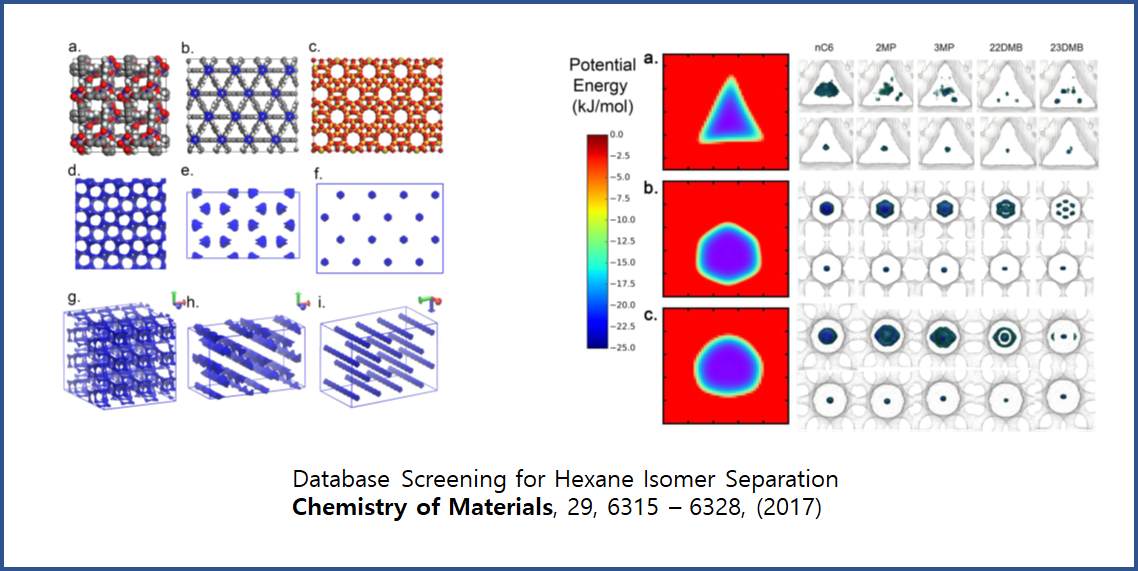 a.
b.
c.
d.
e.
f.
g.
h.
i.
Potential
Energy
(kJ/mol)
0.0
−2.5
−5.0
−7.5
−10.0
−12.5
−15.0
−17.5
−20.0
−22.5
−25.0
a.
b.
c.
nC6 2MP 3MP 22DMB 23DMB
Database Screening for Hexane Isomer Separation
Chemistry of Materials, 29, 6315 – 6328, (2017)